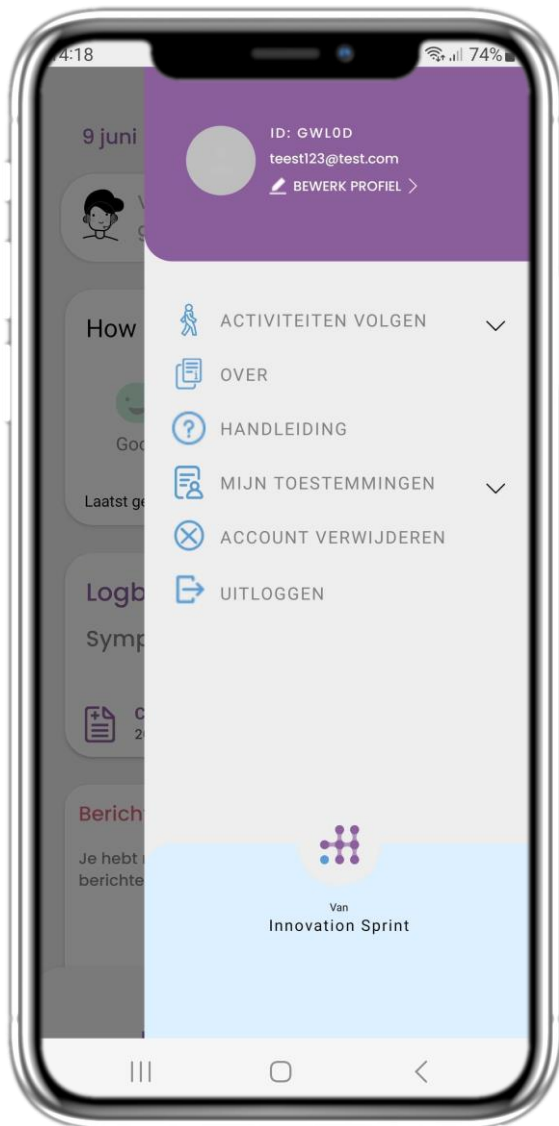 4:18
74%
9 juni
ID: GWL0D
teest123@test.com
BEWERK PROFIEL >
How
Laatst ge
Logb
Symp
Berich
Je hebt
berichte
ACTIVITEITEN VOLGEN
OVER
HANDLEIDING
MIJN TOESTEMMINGEN
ACCOUNT VERWIJDEREN
UITLOGGEN
Van
Innovation Sprint